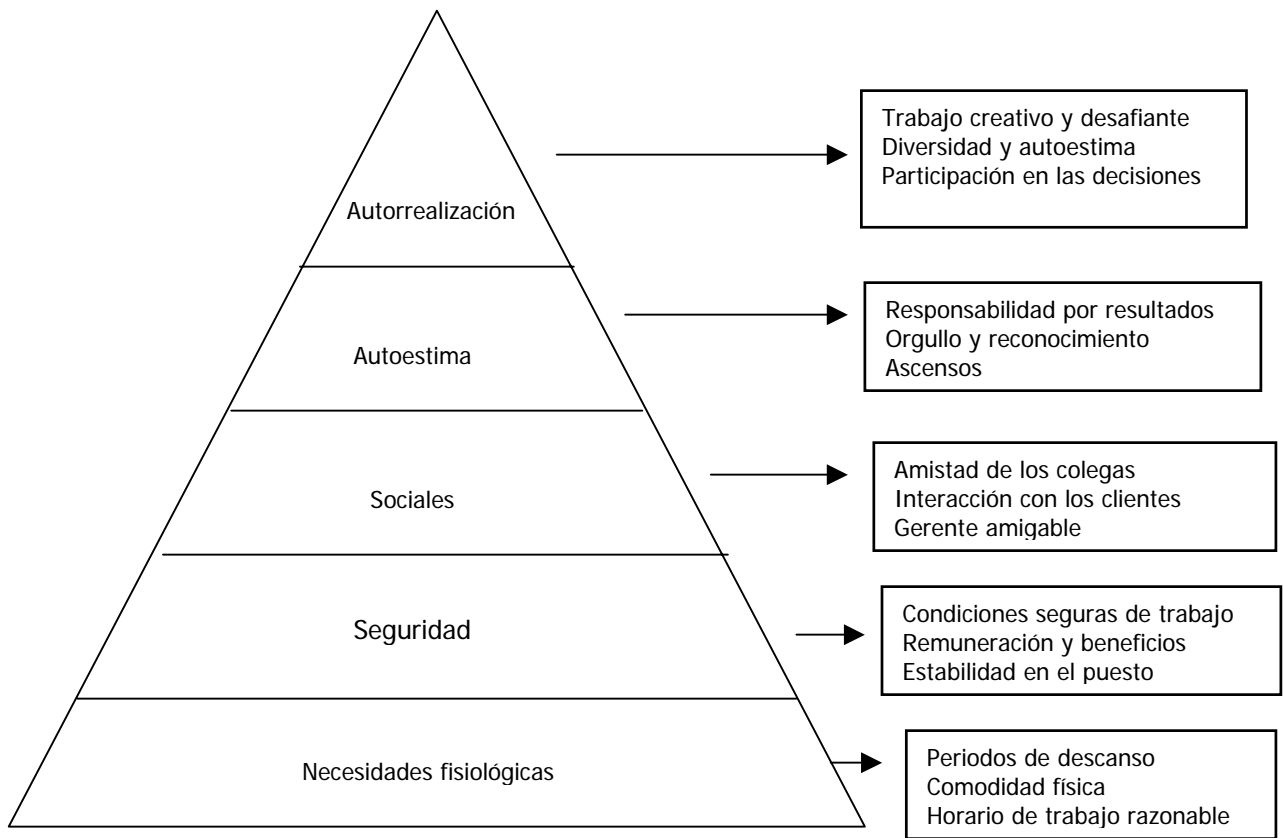 Trabajo creativo y desafiante
Diversidad y autoestima
Participación en las decisiones
Autorrealización
Responsabilidad por resultados
Orgullo y reconocimiento
Ascensos
Autoestima
Amistad de los colegas
Interacción con los clientes
Gerente amigable
Sociales
Condiciones seguras de trabajo
Remuneración y beneficios
Estabilidad en el puesto
Seguridad
Periodos de descanso
Comodidad física
Horario de trabajo razonable
Necesidades fisiológicas